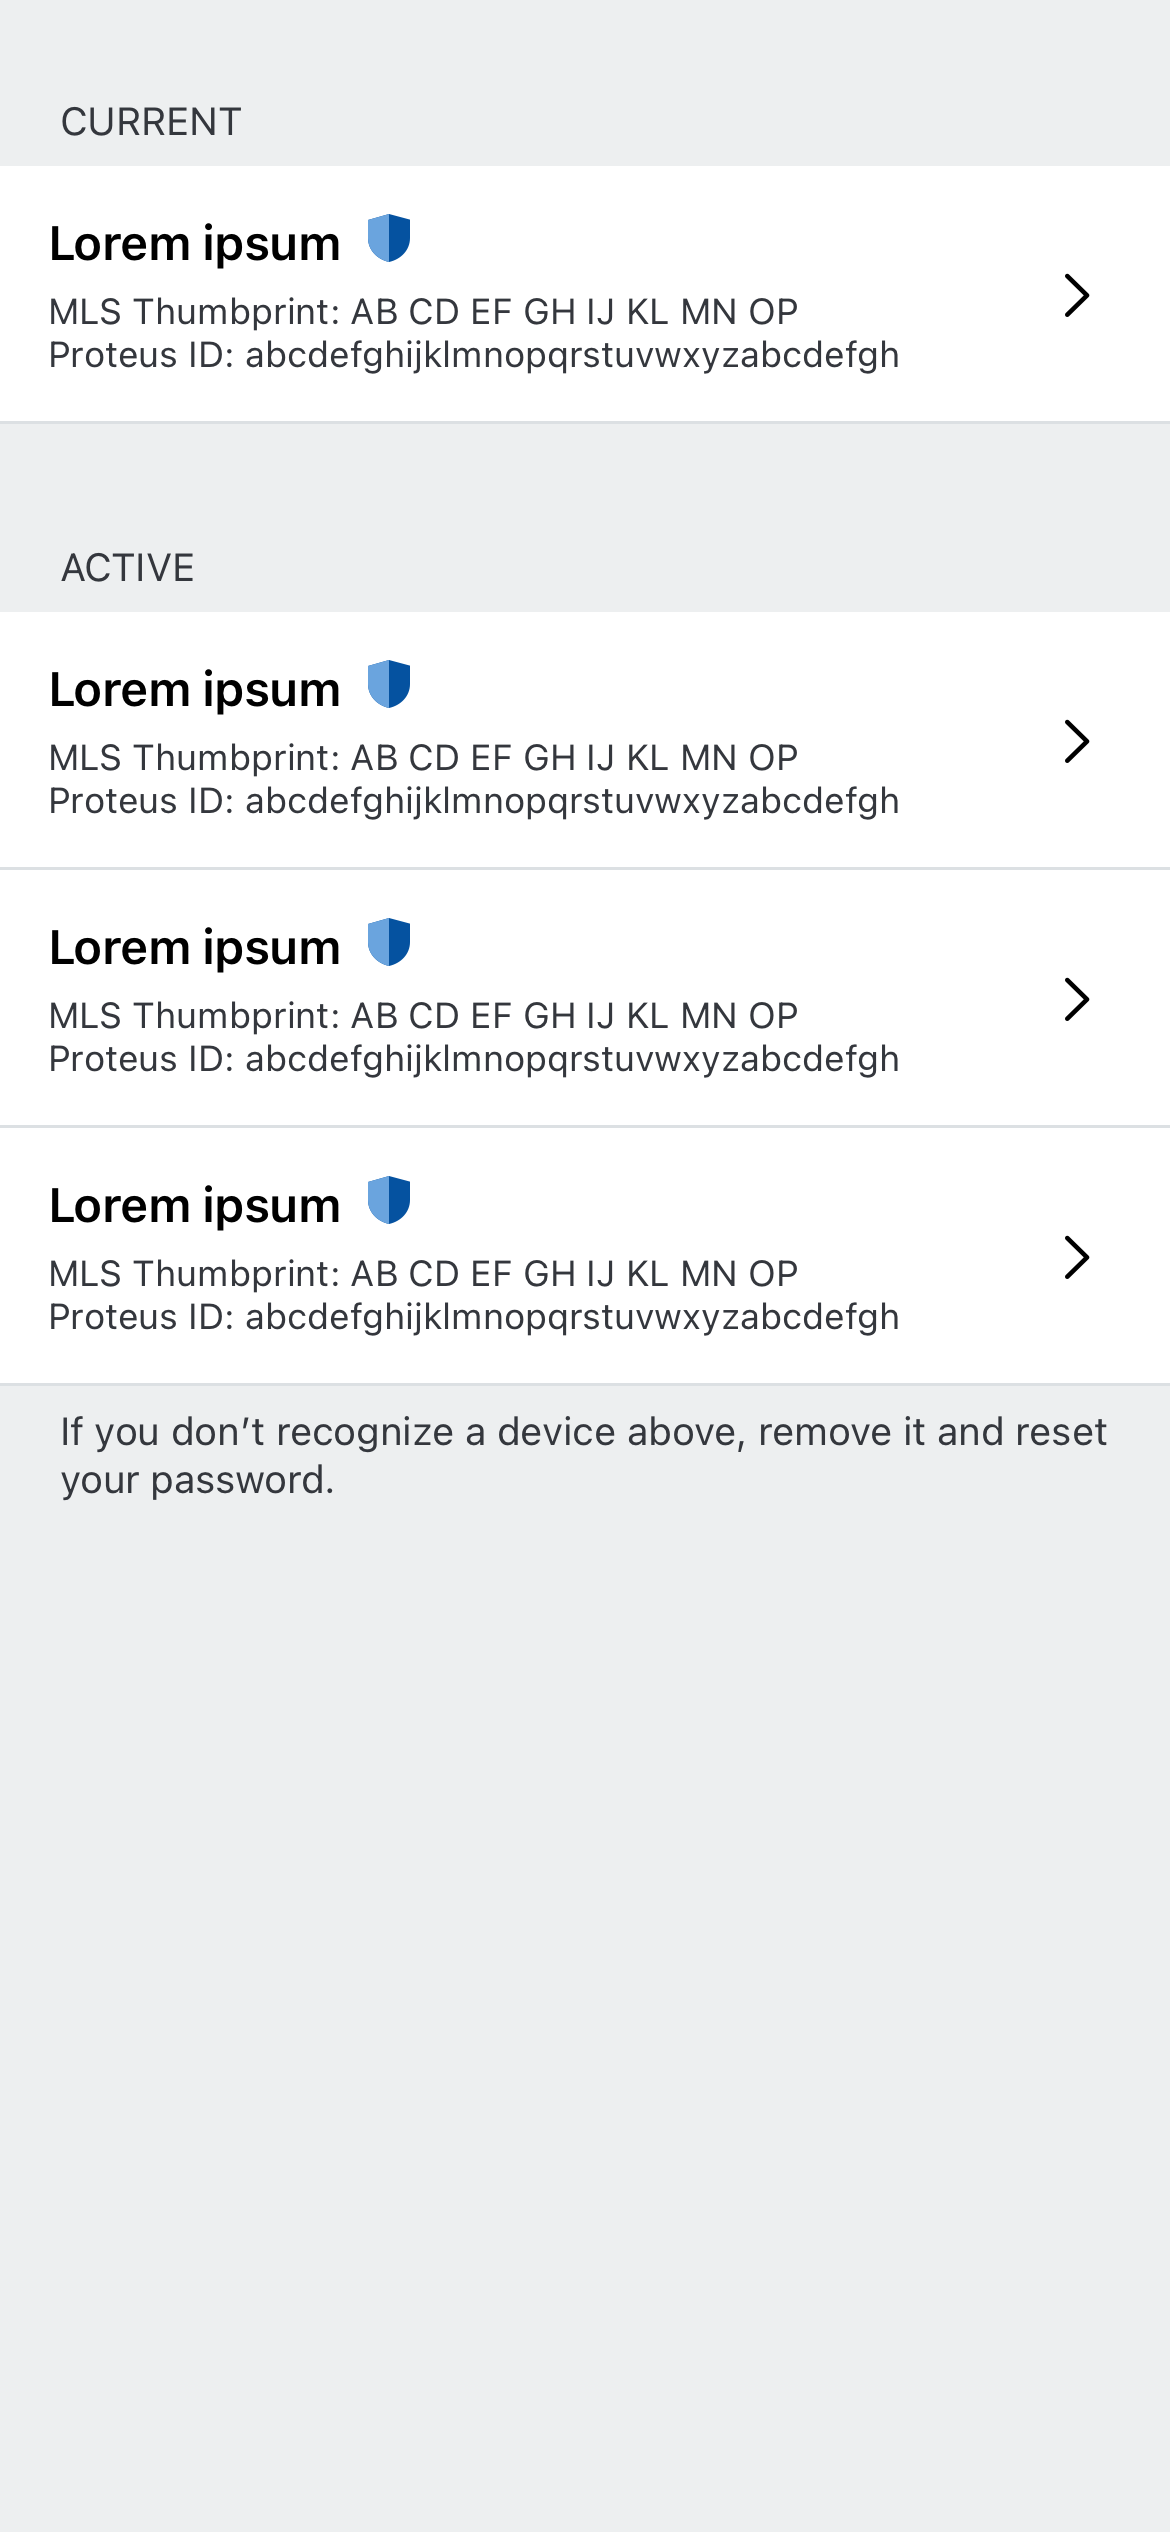 CURRENT
Lorem ipsum
MLS Thumbprint: AB CD EF GH IJ KL MN OP
Proteus ID: abcdefghijklmnopqrstuvwxyzabcdefgh
ACTIVE
Lorem ipsum
MLS Thumbprint: AB CD EF GH IJ KL MN OP
Proteus ID: abcdefghijklmnopqrstuvwxyzabcdefgh
Lorem ipsum
MLS Thumbprint: AB CD EF GH IJ KL MN OP
Proteus ID: abcdefghijklmnopqrstuvwxyzabcdefgh
Lorem ipsum
MLS Thumbprint: AB CD EF GH IJ KL MN OP
Proteus ID: abcdefghijklmnopqrstuvwxyzabcdefgh
If you don’t recognize a device above, remove it and reset
your password.